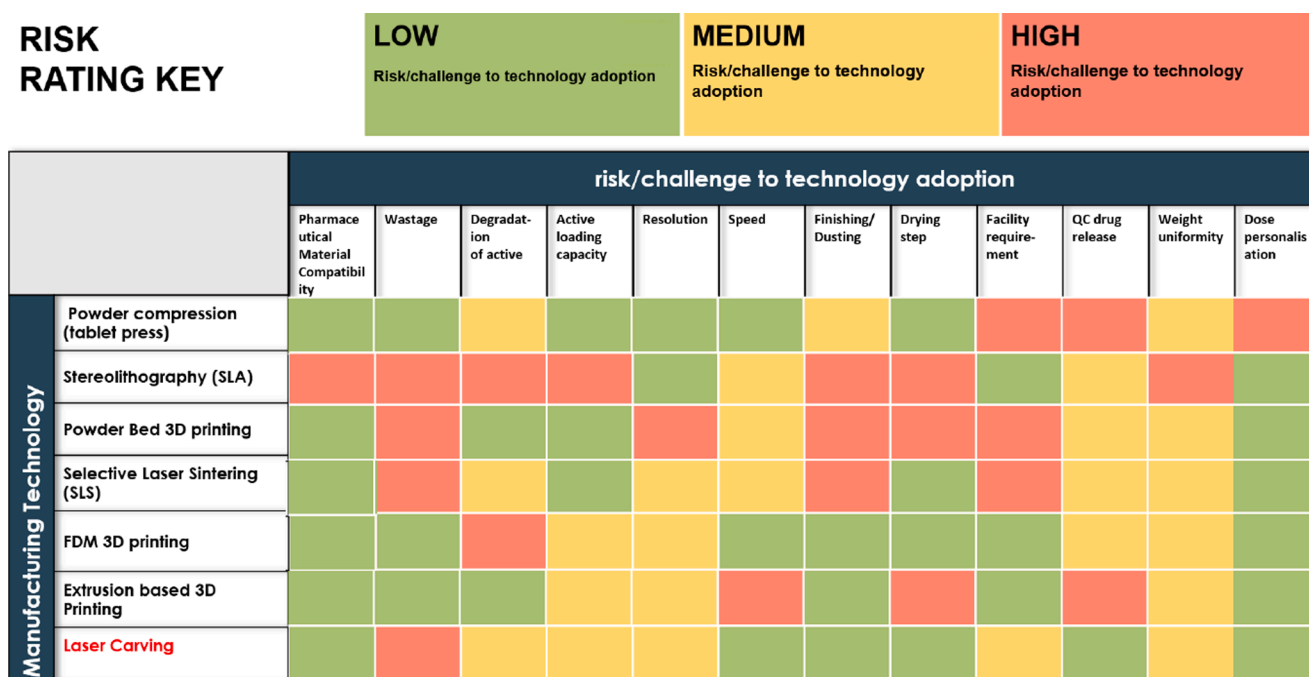 RISK
RATING KEY
LOW
Risk/challenge to technology adoption
MEDIUM
Risk/challenge to technology
adoption
HIGH
Risk/challenge to technology
adoption
risk/challenge to technology adoption
Pharmace
utical
Material
Compatibil
ity
Wastage
Degradat-
ion
of active
Active
loading
capacity
Resolution
Speed
Finishing/
Dusting
Drying
step
Facility
require-
ment
QC drug
release
Weight
uniformity
Dose
personalis
ation
Manufacturing Technology
Powder compression
(tablet press)
Stereolithography (SLA)
Powder Bed 3D printing
Selective Laser Sintering
(SLS)
FDM 3D printing
Extrusion based 3D
Printing
Laser Carving